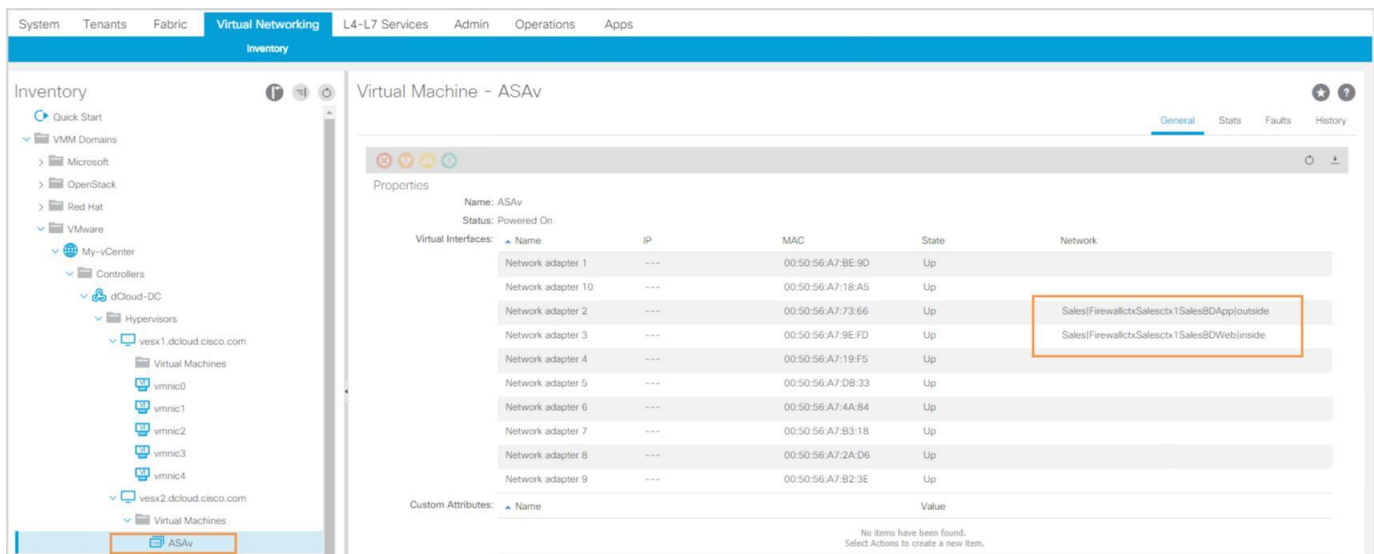 System Tenants Fabric Virtual Networking L4-L7 Services Admin Operations Apps
Inventory
Inventory
Quick Start
VMM Domains
Microsoft
OpenStack
Red Hat
VMware
My-vCenter
Controllers
dCloud-DC
Hypervisors
vesx1.dcloud.cisco.com
Virtual Machines
vmnic0
vmnic1
vmnic2
vmnic3
vmnic4
vesx2.dcloud.cisco.com
Virtual Machines
ASAv
Virtual Machine - ASAv
General Stats Faults History
Properties
Name: ASAv
Status: Powered On
Virtual Interfaces: Name IP MAC State Network
Network adapter 1 --- 00:50:56:A7:BE:9D Up
Network adapter 10 --- 00:50:56:A7:18:A5 Up
Network adapter 2 --- 00:50:56:A7:73:66 Up Sales|FirewallctxSalesctx1SalesBDApp|outside
Network adapter 3 --- 00:50:56:A7:9E:FD Up Sales|FirewallctxSalesctx1SalesBDWeb|inside
Network adapter 4 --- 00:50:56:A7:19:F5 Up
Network adapter 5 --- 00:50:56:A7:DB:33 Up
Network adapter 6 --- 00:50:56:A7:4A:84 Up
Network adapter 7 --- 00:50:56:A7:B3:18 Up
Network adapter 8 --- 00:50:56:A7:2A:D6 Up
Network adapter 9 --- 00:50:56:A7:B2:3E Up
Custom Attributes: Name Value
No items have been found.
Select Actions to create a new item.